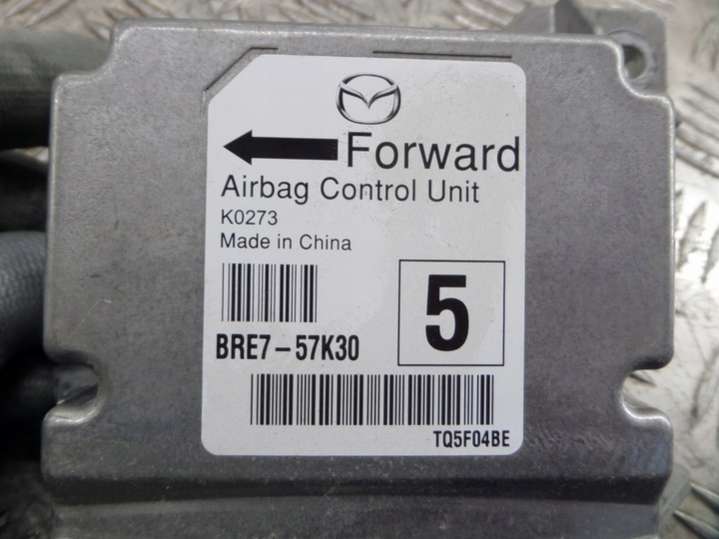 Forward
Airbag Control Unit
K0273
Made in China
5
BRE7-57K30
TQ5F04BE